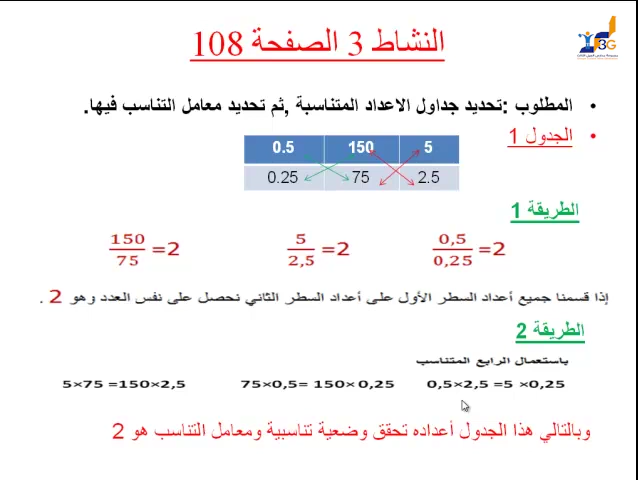 النشاط 3 الصفحة 108
3G
• المطلوب :تحديد جداول الاعداد المتناسبة ,ثم تحديد معامل التناسب فيها.
• الجدول 1
0.5 150 5
0.25 75 2.5
الطريقة 1
150/75 =2 5/2,5 =2 0,5/0,25 =2
إذا قسمنا جميع أعداد السطر الأول على أعداد السطر الثاني نحصل على نفس العدد وهو 2 .
الطريقة 2
باستعمال الرابع المتناسب
5×75 =150×2,5 75×0,5= 150× 0,25 0,5×2,5 =5 ×0,25
وبالتالي هذا الجدول أعداده تحقق وضعية تناسبية ومعامل التناسب هو 2